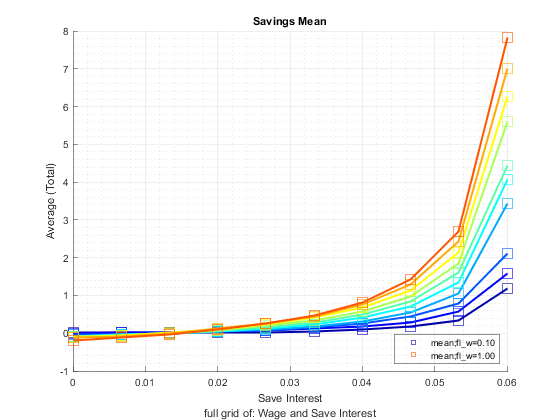 Savings Mean
8
7
6
5
4
3
2
1
0
-1
Average (Total)
mean;fl_w=0.10
mean;fl_w=1.00
0 0.01 0.02 0.03 0.04 0.05 0.06
Save Interest
full grid of: Wage and Save Interest